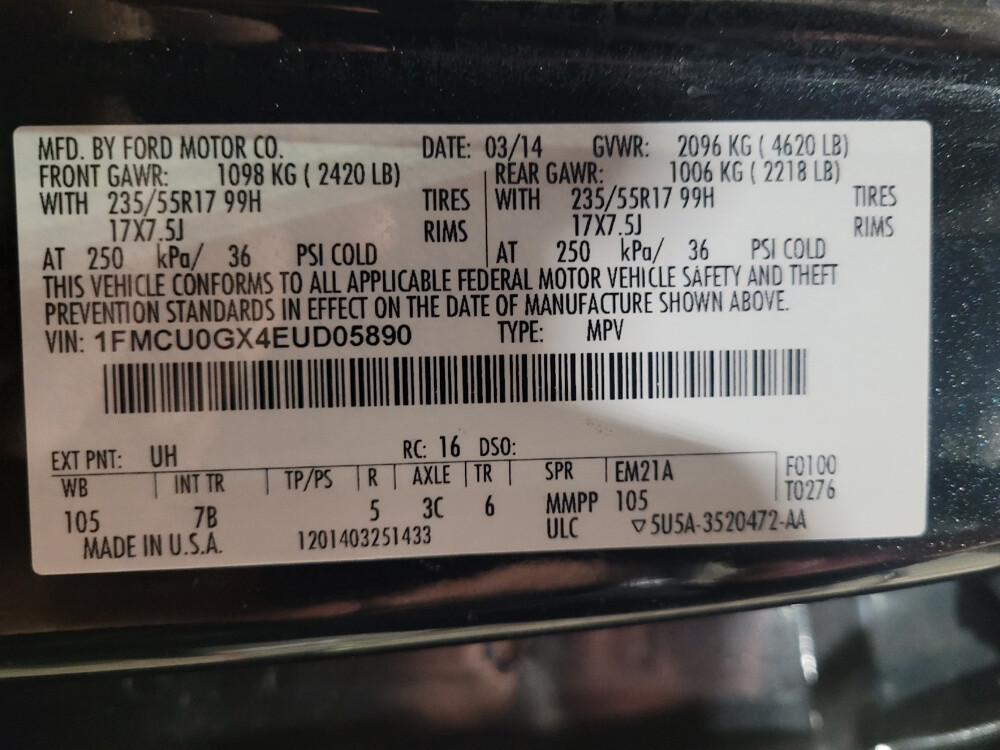 MFD. BY FORD MOTOR CO. DATE: 03/14 GVWR: 2096 KG ( 4620 LB)
FRONT GAWR: 1098 KG ( 2420 LB) REAR GAWR: 1006 KG ( 2218 LB)
WITH 235/55R17 99H TIRES WITH 235/55R17 99H TIRES
17X7.5J RIMS 17X7.5J RIMS
AT 250 kPa/ 36 PSI COLD AT 250 kPa/ 36 PSI COLD
THIS VEHICLE CONFORMS TO ALL APPLICABLE FEDERAL MOTOR VEHICLE SAFETY AND THEFT
PREVENTION STANDARDS IN EFFECT ON THE DATE OF MANUFACTURE SHOWN ABOVE.
VIN: 1FMCU0GX4EUD05890 TYPE: MPV
EXT PNT: UH RC: 16 DSO:
WB INT TR TP/PS R AXLE TR SPR EM21A F0100
105 7B 5 3C 6 MMPP 105 T0276
MADE IN U.S.A. 1201403251433 ULC ▽5U5A-3520472-AA